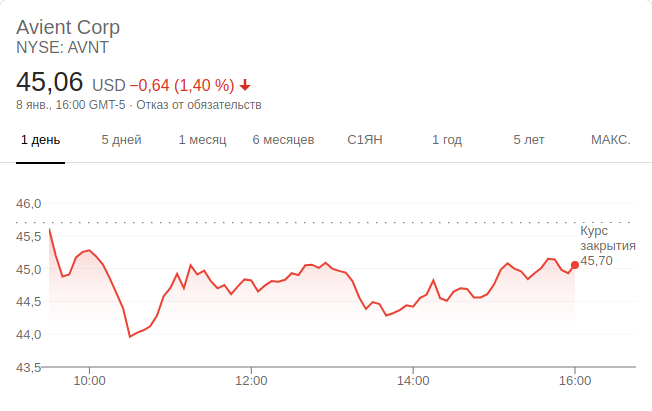 Avient Corp
NYSE: AVNT
45,06 USD −0,64 (1,40 %)
8 янв., 16:00 GMT-5 · Отказ от обязательств
1 день 5 дней 1 месяц 6 месяцев С1ЯН 1 год 5 лет МАКС.
46,0
Курс
закрытия
45,70
45,5
45,0
44,5
44,0
43,5
10:00 12:00 14:00 16:00